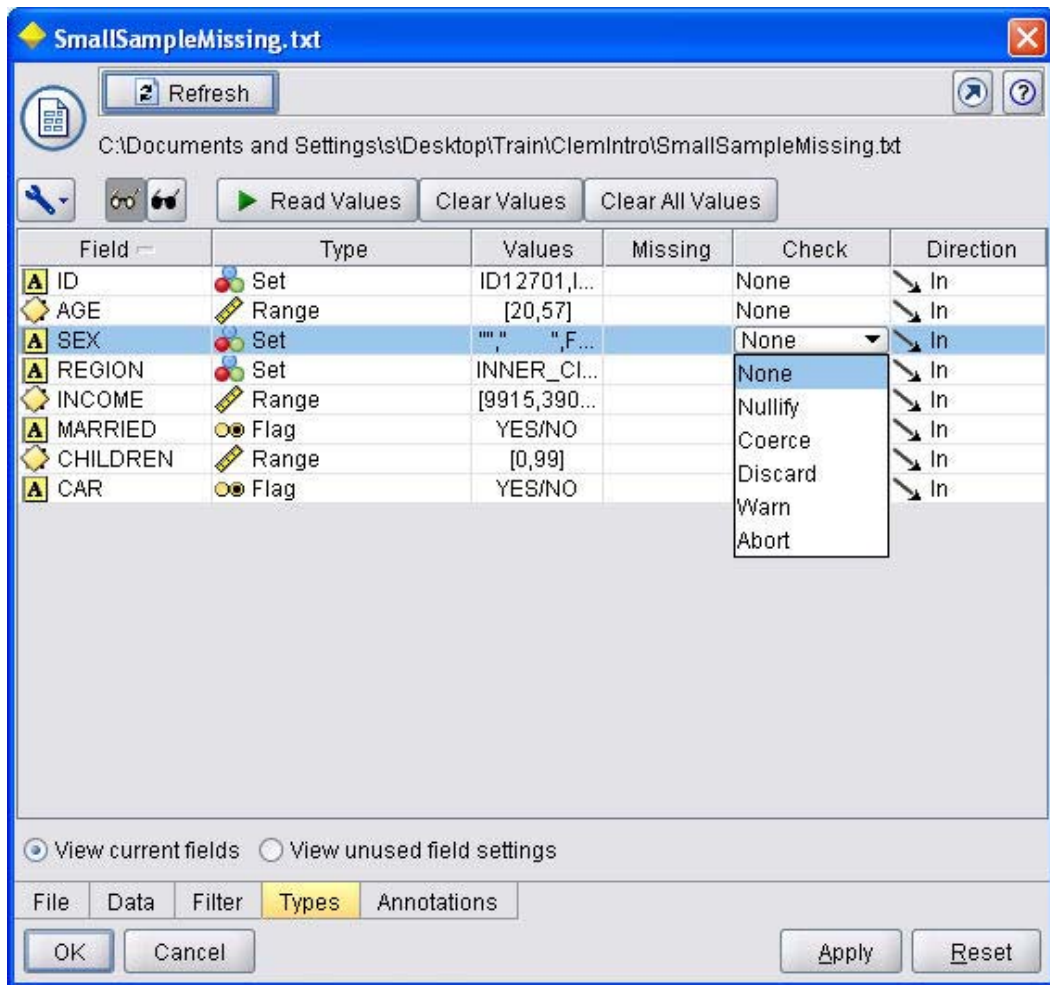 SmallSampleMissing.txt
Refresh
C:\Documents and Settings\s\Desktop\Train\ClemIntro\SmallSampleMissing.txt
Read Values Clear Values Clear All Values
Field Type Values Missing Check Direction
A ID Set ID12701,I... None In
AGE Range [20,57] None In
A SEX Set "","        ",F... None In
A REGION Set INNER_CI... None In
INCOME Range [9915,390... Nullify In
A MARRIED Flag YES/NO Coerce In
CHILDREN Range [0,99] Discard In
A CAR Flag YES/NO Warn In
Abort
View current fields View unused field settings
File Data Filter Types Annotations
OK Cancel Apply Reset